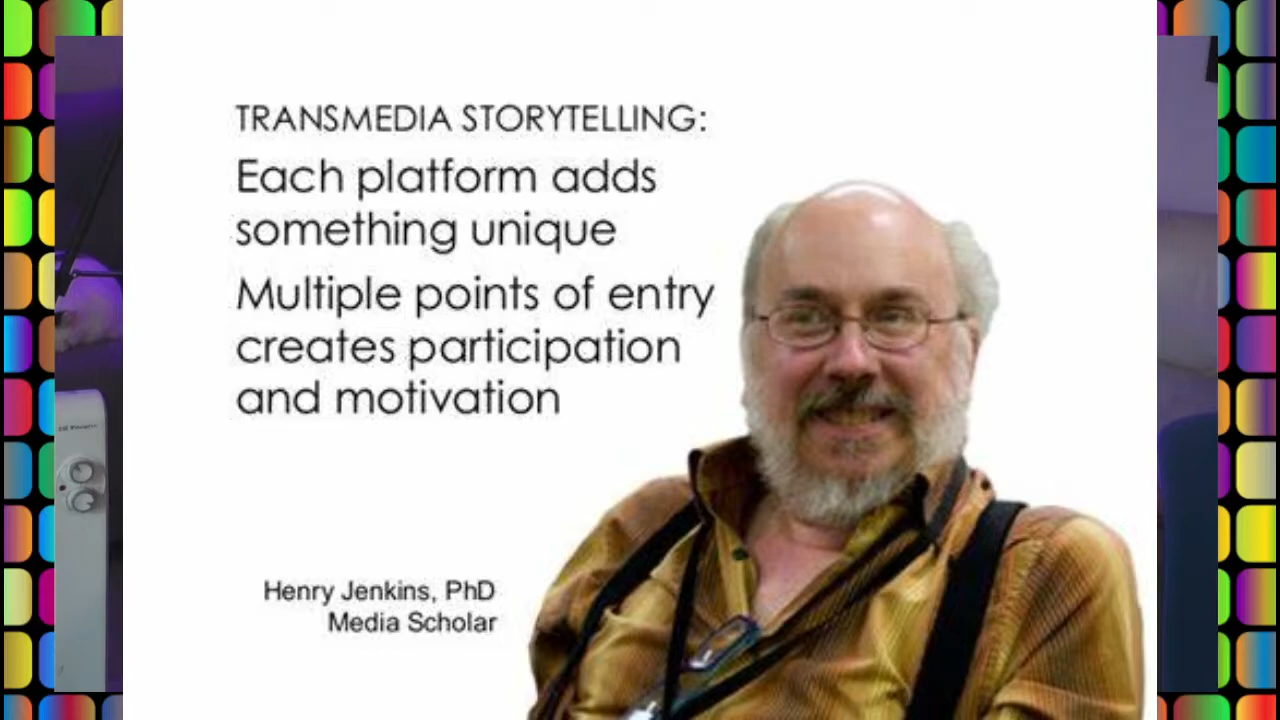 TRANSMEDIA STORYTELLING:
Each platform adds
something unique
Multiple points of entry
creates participation
and motivation
Henry Jenkins, PhD
Media Scholar